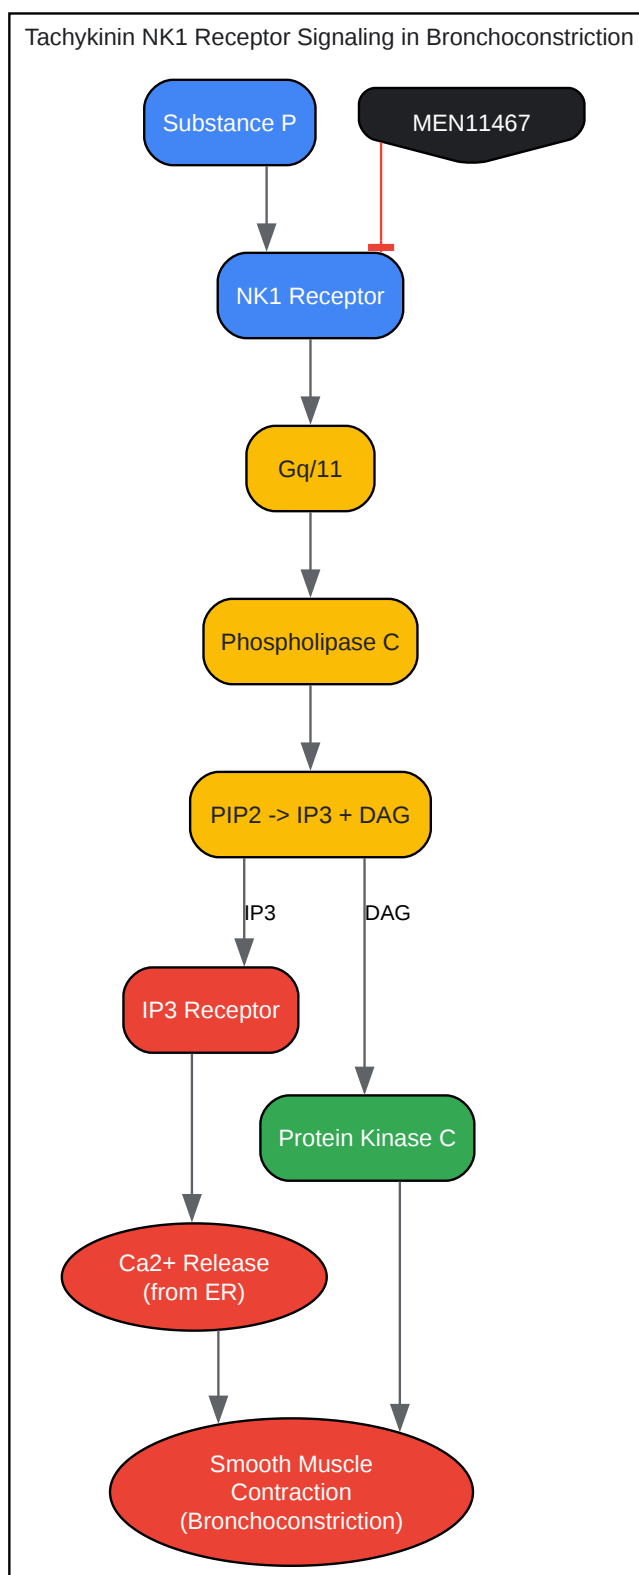 Tachykinin NK1 Receptor Signaling in Bronchoconstriction
Substance P
MEN11467
NK1 Receptor
Gq/11
Phospholipase C
PIP2 -> IP3 + DAG
IP3
DAG
IP3 Receptor
Protein Kinase C
Ca2+ Release
(from ER)
Smooth Muscle
Contraction
(Bronchoconstriction)